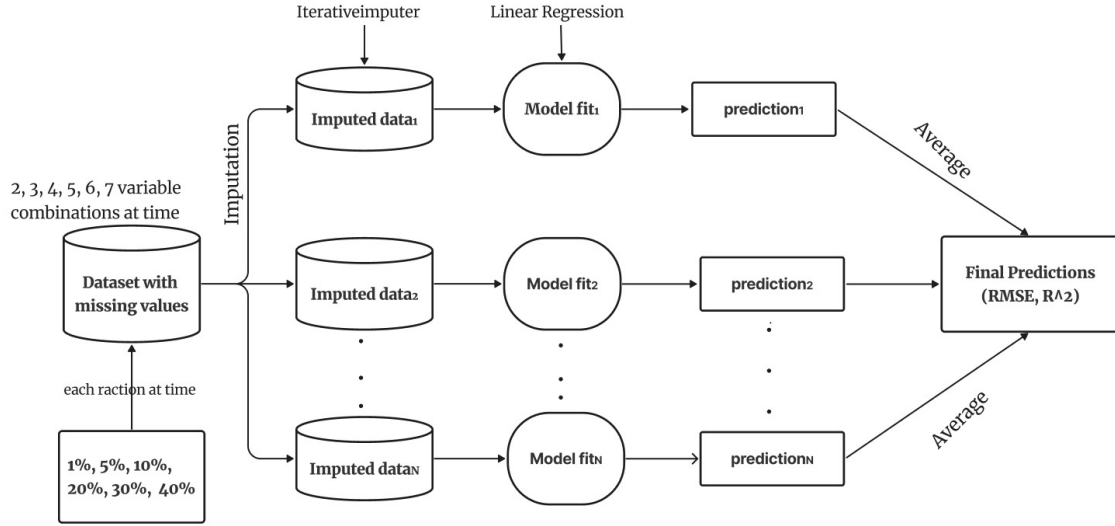 Iterativeimputer
Linear Regression
Imputed data₁
Model fit₁
prediction₁
Average
Imputation
2, 3, 4, 5, 6, 7 variable
combinations at time
Dataset with
missing values
Imputed data₂
Model fit₂
prediction₂
Final Predictions
(RMSE, R^2)
each raction at time
Average
1%, 5%, 10%,
20%, 30%, 40%
Imputed dataN
Model fitN
predictionN